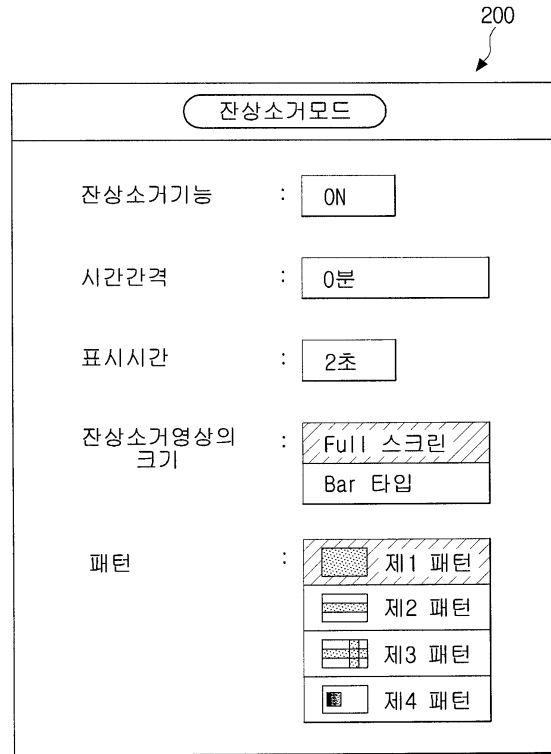 200
잔상소거모드
잔상소거기능 : ON
시간간격 : 0분
표시시간 : 2초
잔상소거영상의 크기 : Full 스크린
Bar 타입
패턴 : 제1 패턴
제2 패턴
제3 패턴
제4 패턴